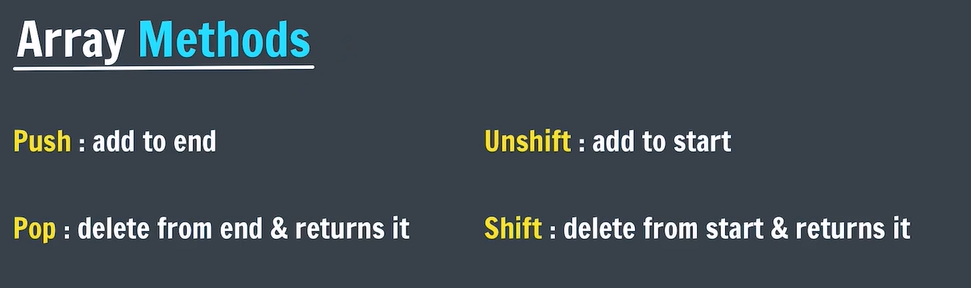 Array Methods
Push : add to end
Unshift : add to start
Pop : delete from end & returns it
Shift : delete from start & returns it